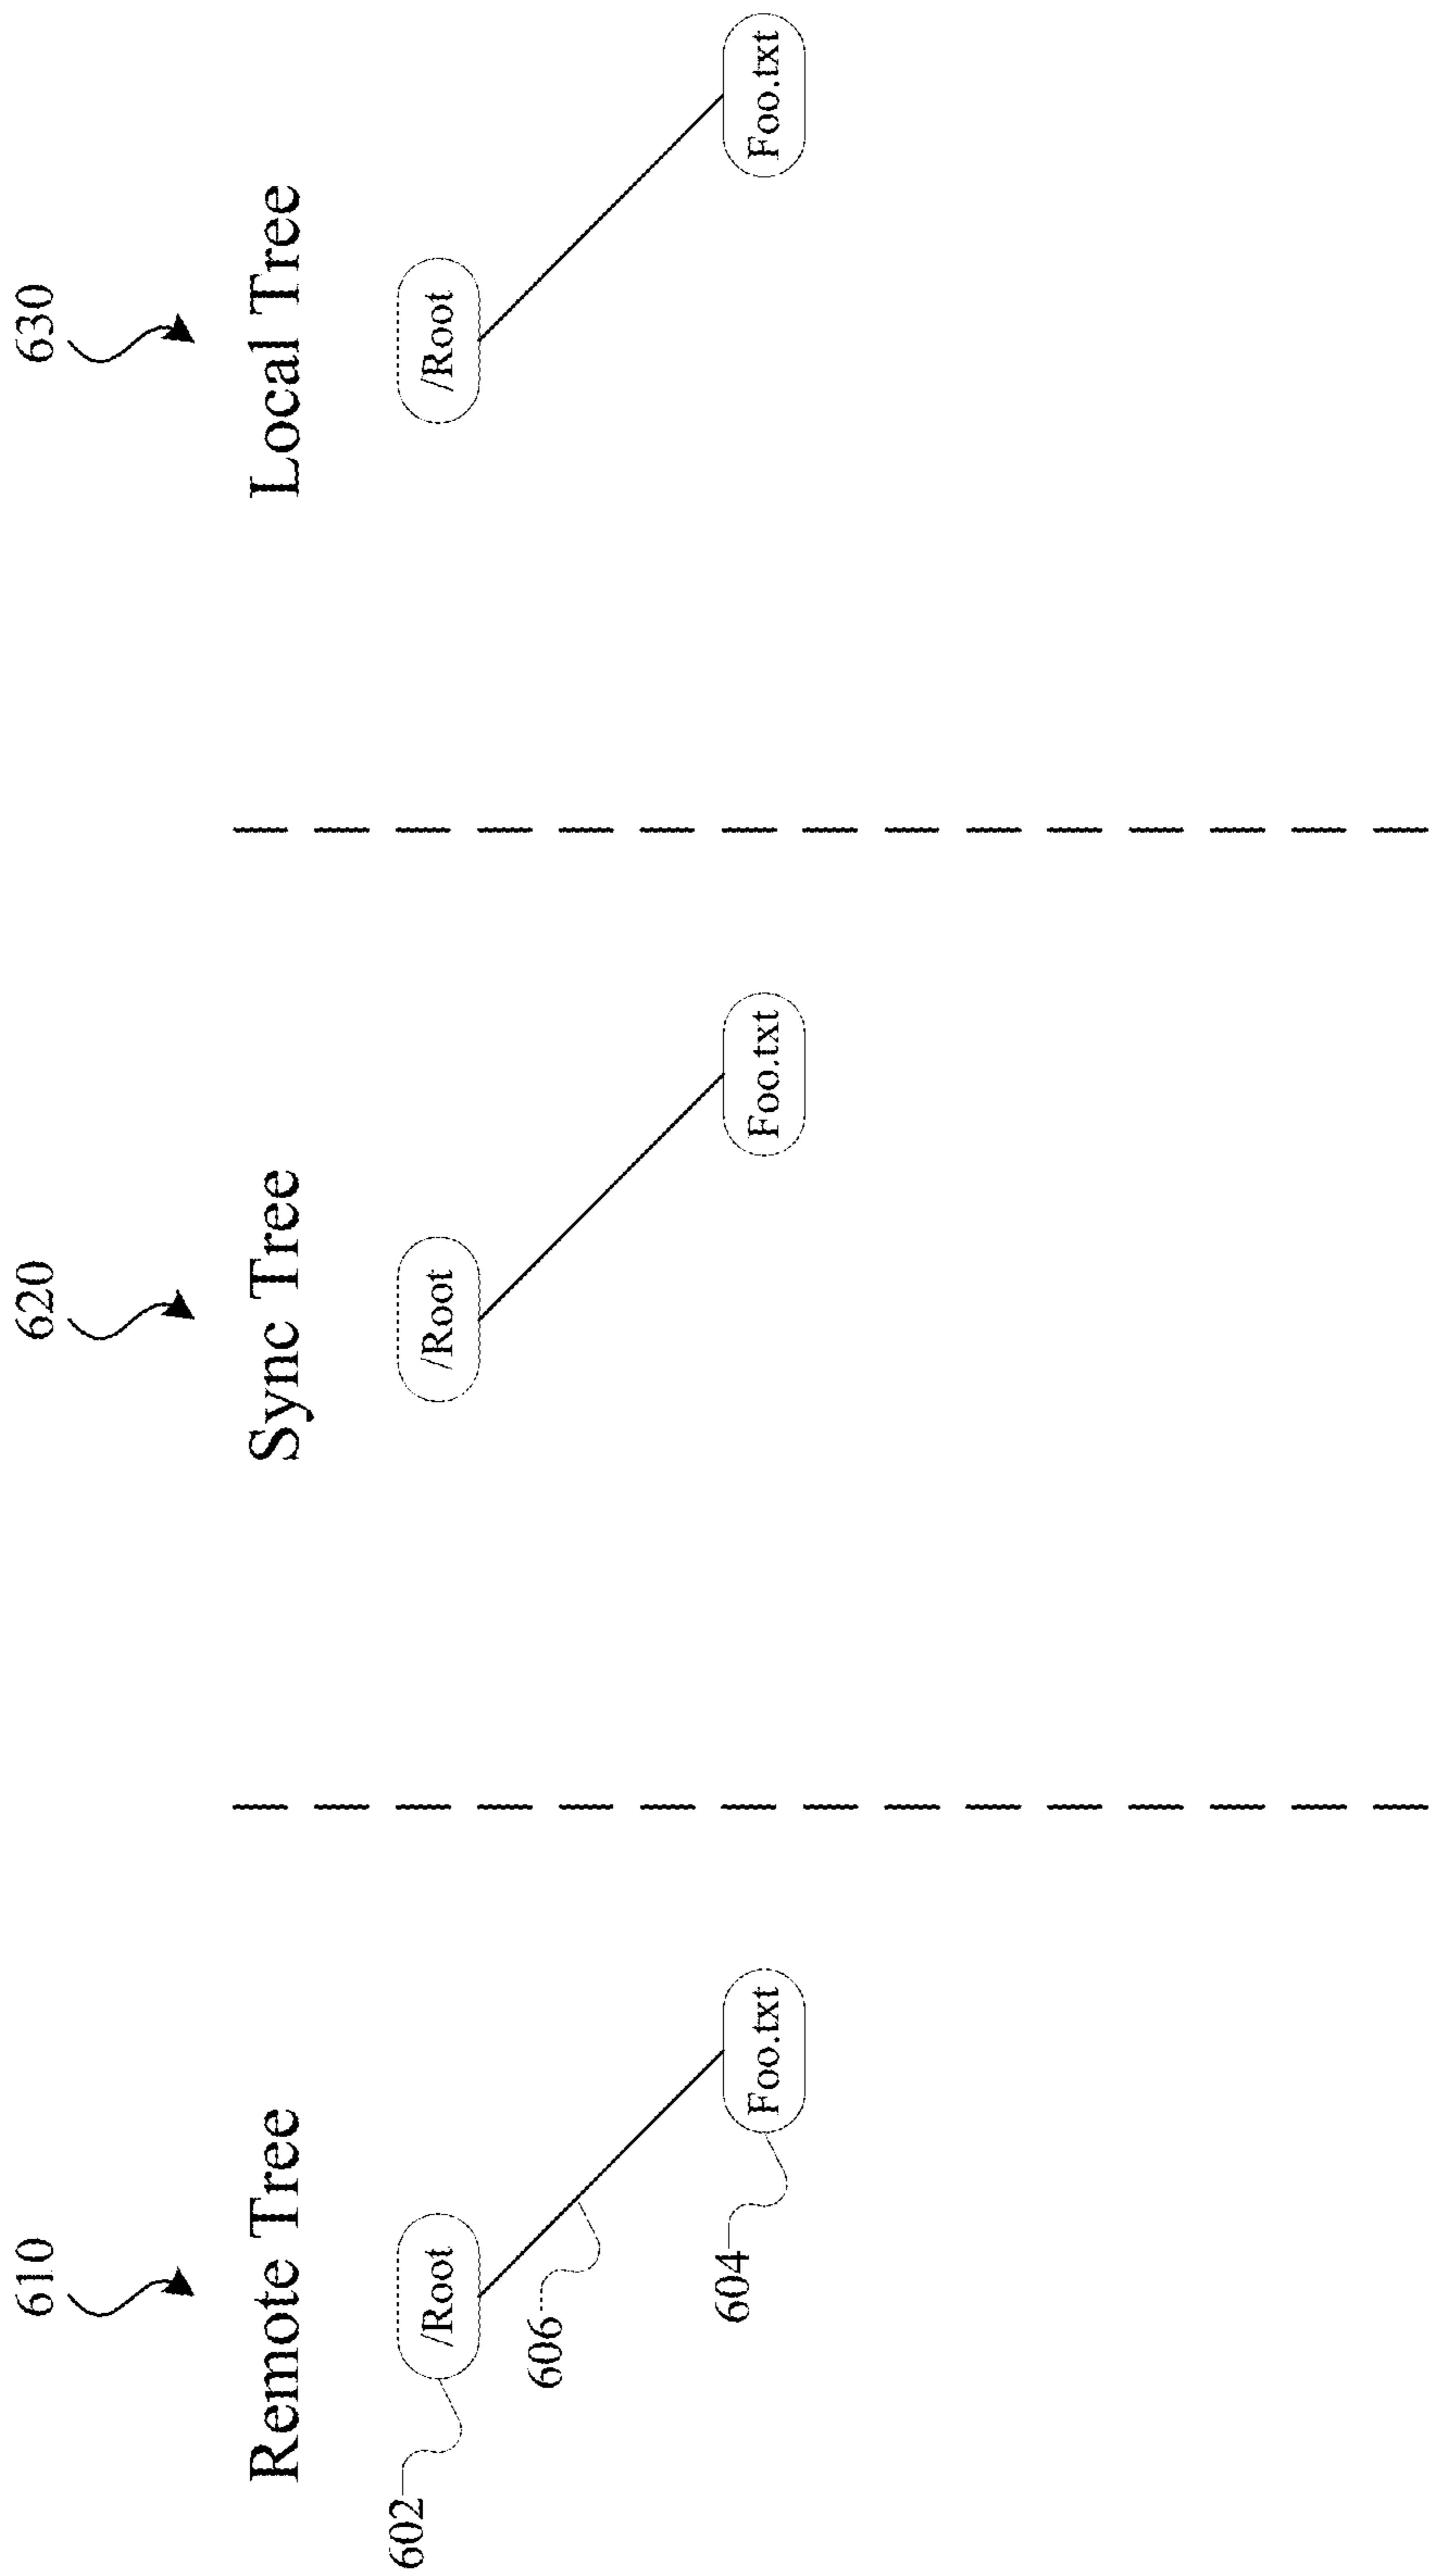 610
620
630
Remote Tree
Sync Tree
Local Tree
602
/Root
/Root
/Root
606
604
Foo.txt
Foo.txt
Foo.txt